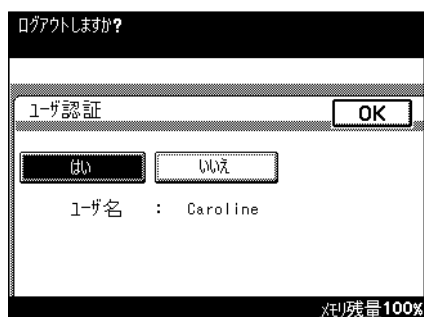 ログアウトしますか?
ユーザ認証
OK
はい いいえ
ユーザ名 : Caroline
メモリ残量100%